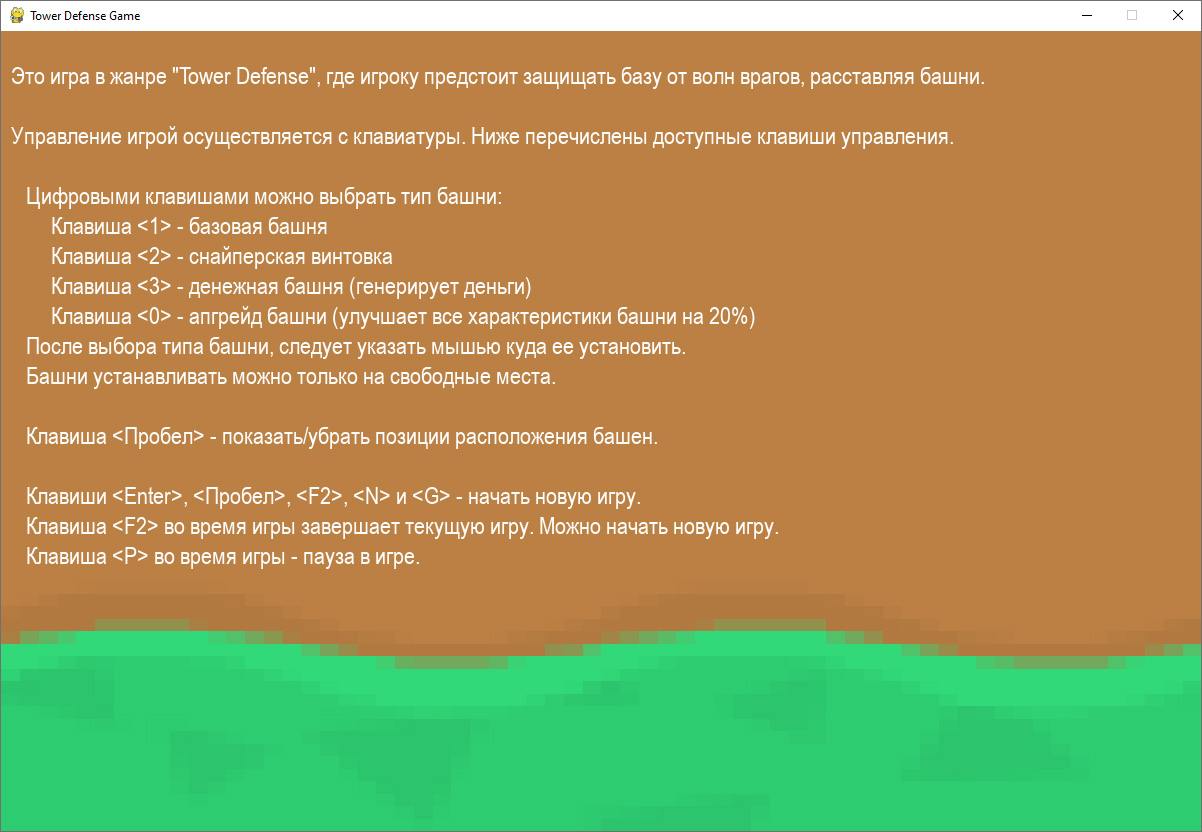 Tower Defense Game
Это игра в жанре "Tower Defense", где игроку предстоит защищать базу от волн врагов, расставляя башни.
Управление игрой осуществляется с клавиатуры. Ниже перечислены доступные клавиши управления.
Цифровыми клавишами можно выбрать тип башни:
Клавиша <1> - базовая башня
Клавиша <2> - снайперская винтовка
Клавиша <3> - денежная башня (генерирует деньги)
Клавиша <0> - апгрейд башни (улучшает все характеристики башни на 20%)
После выбора типа башни, следует указать мышью куда ее установить.
Башни устанавливать можно только на свободные места.
Клавиша <Пробел> - показать/убрать позиции расположения башен.
Клавиши <Enter>, <Пробел>, <F2>, <N> и <G> - начать новую игру.
Клавиша <F2> во время игры завершает текущую игру. Можно начать новую игру.
Клавиша <P> во время игры - пауза в игре.